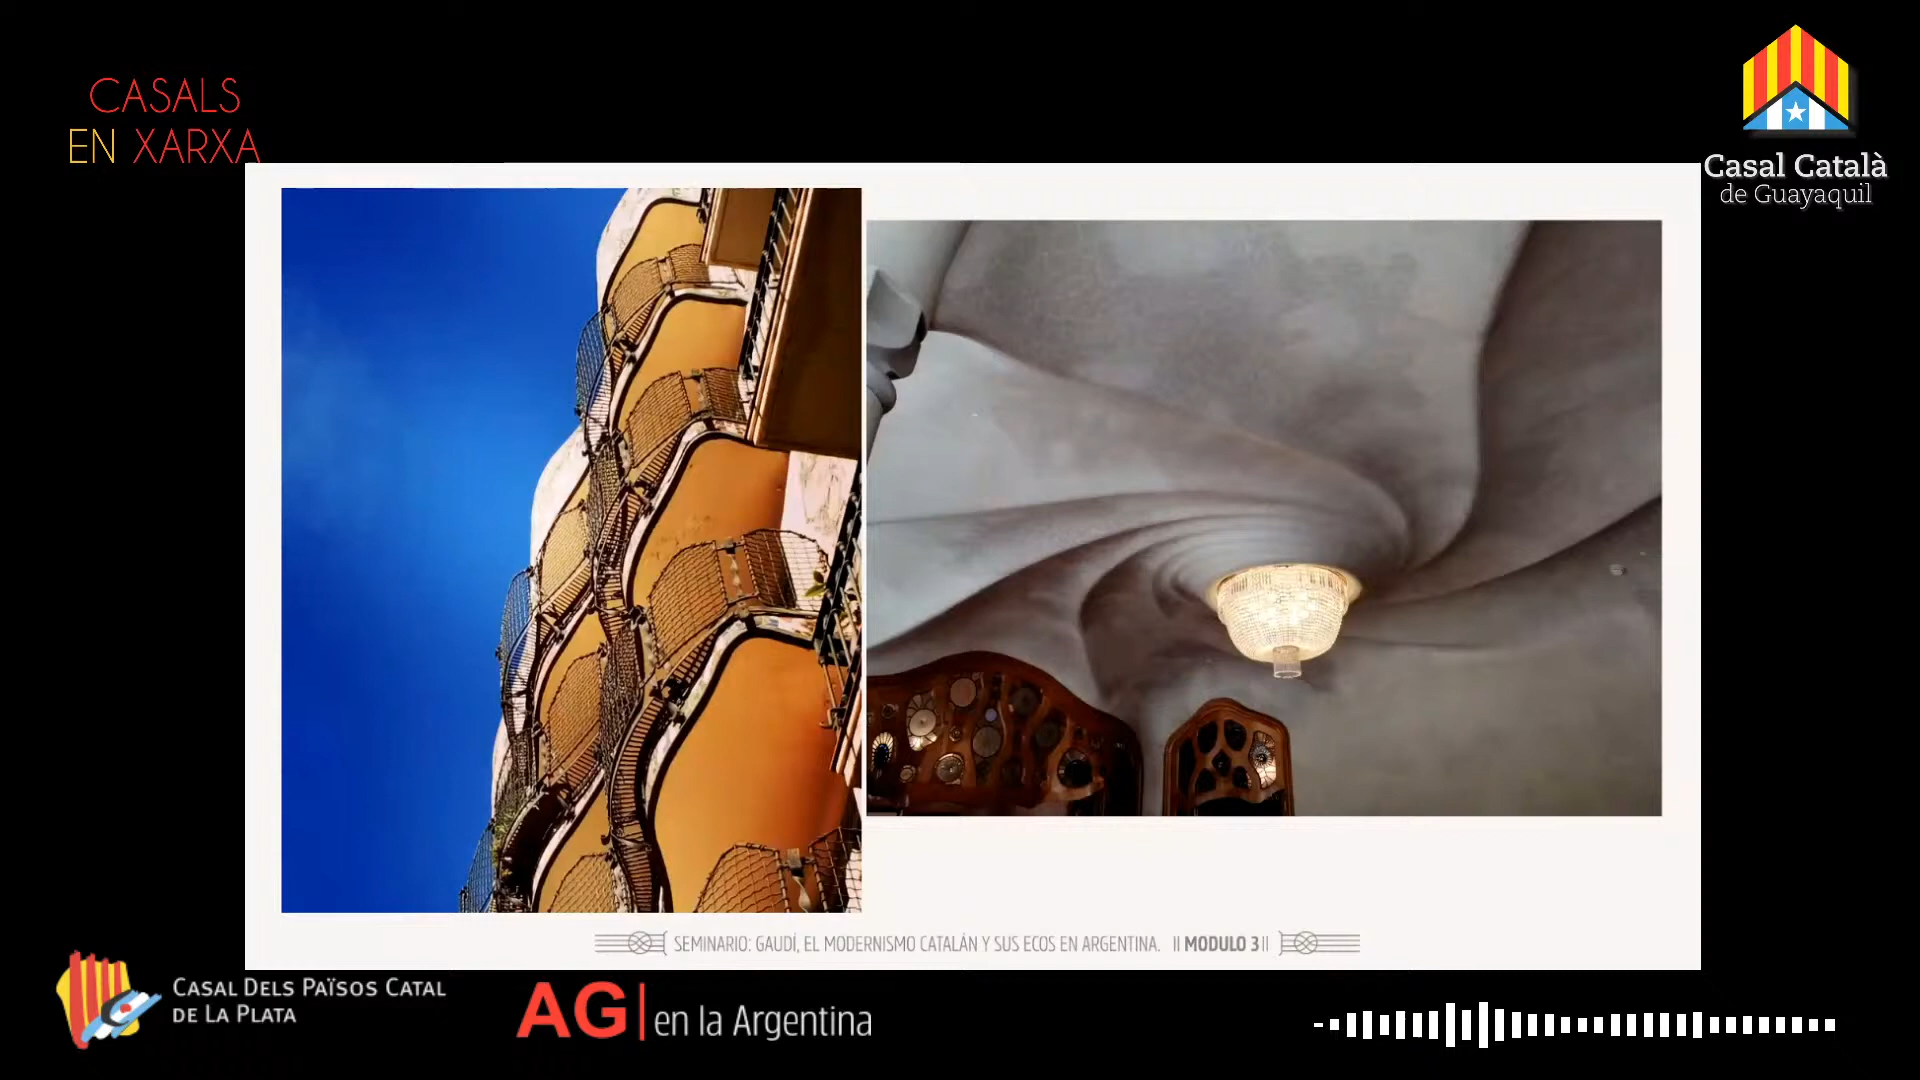 CASALS
EN XARXA
Casal Català
de Guayaquil
SEMINARIO: GAUDÍ, EL MODERNISMO CATALÁN Y SUS ECOS EN ARGENTINA. || MODULO 3 ||
CASAL DELS PAÏSOS CATAL
DE LA PLATA
AG | en la Argentina